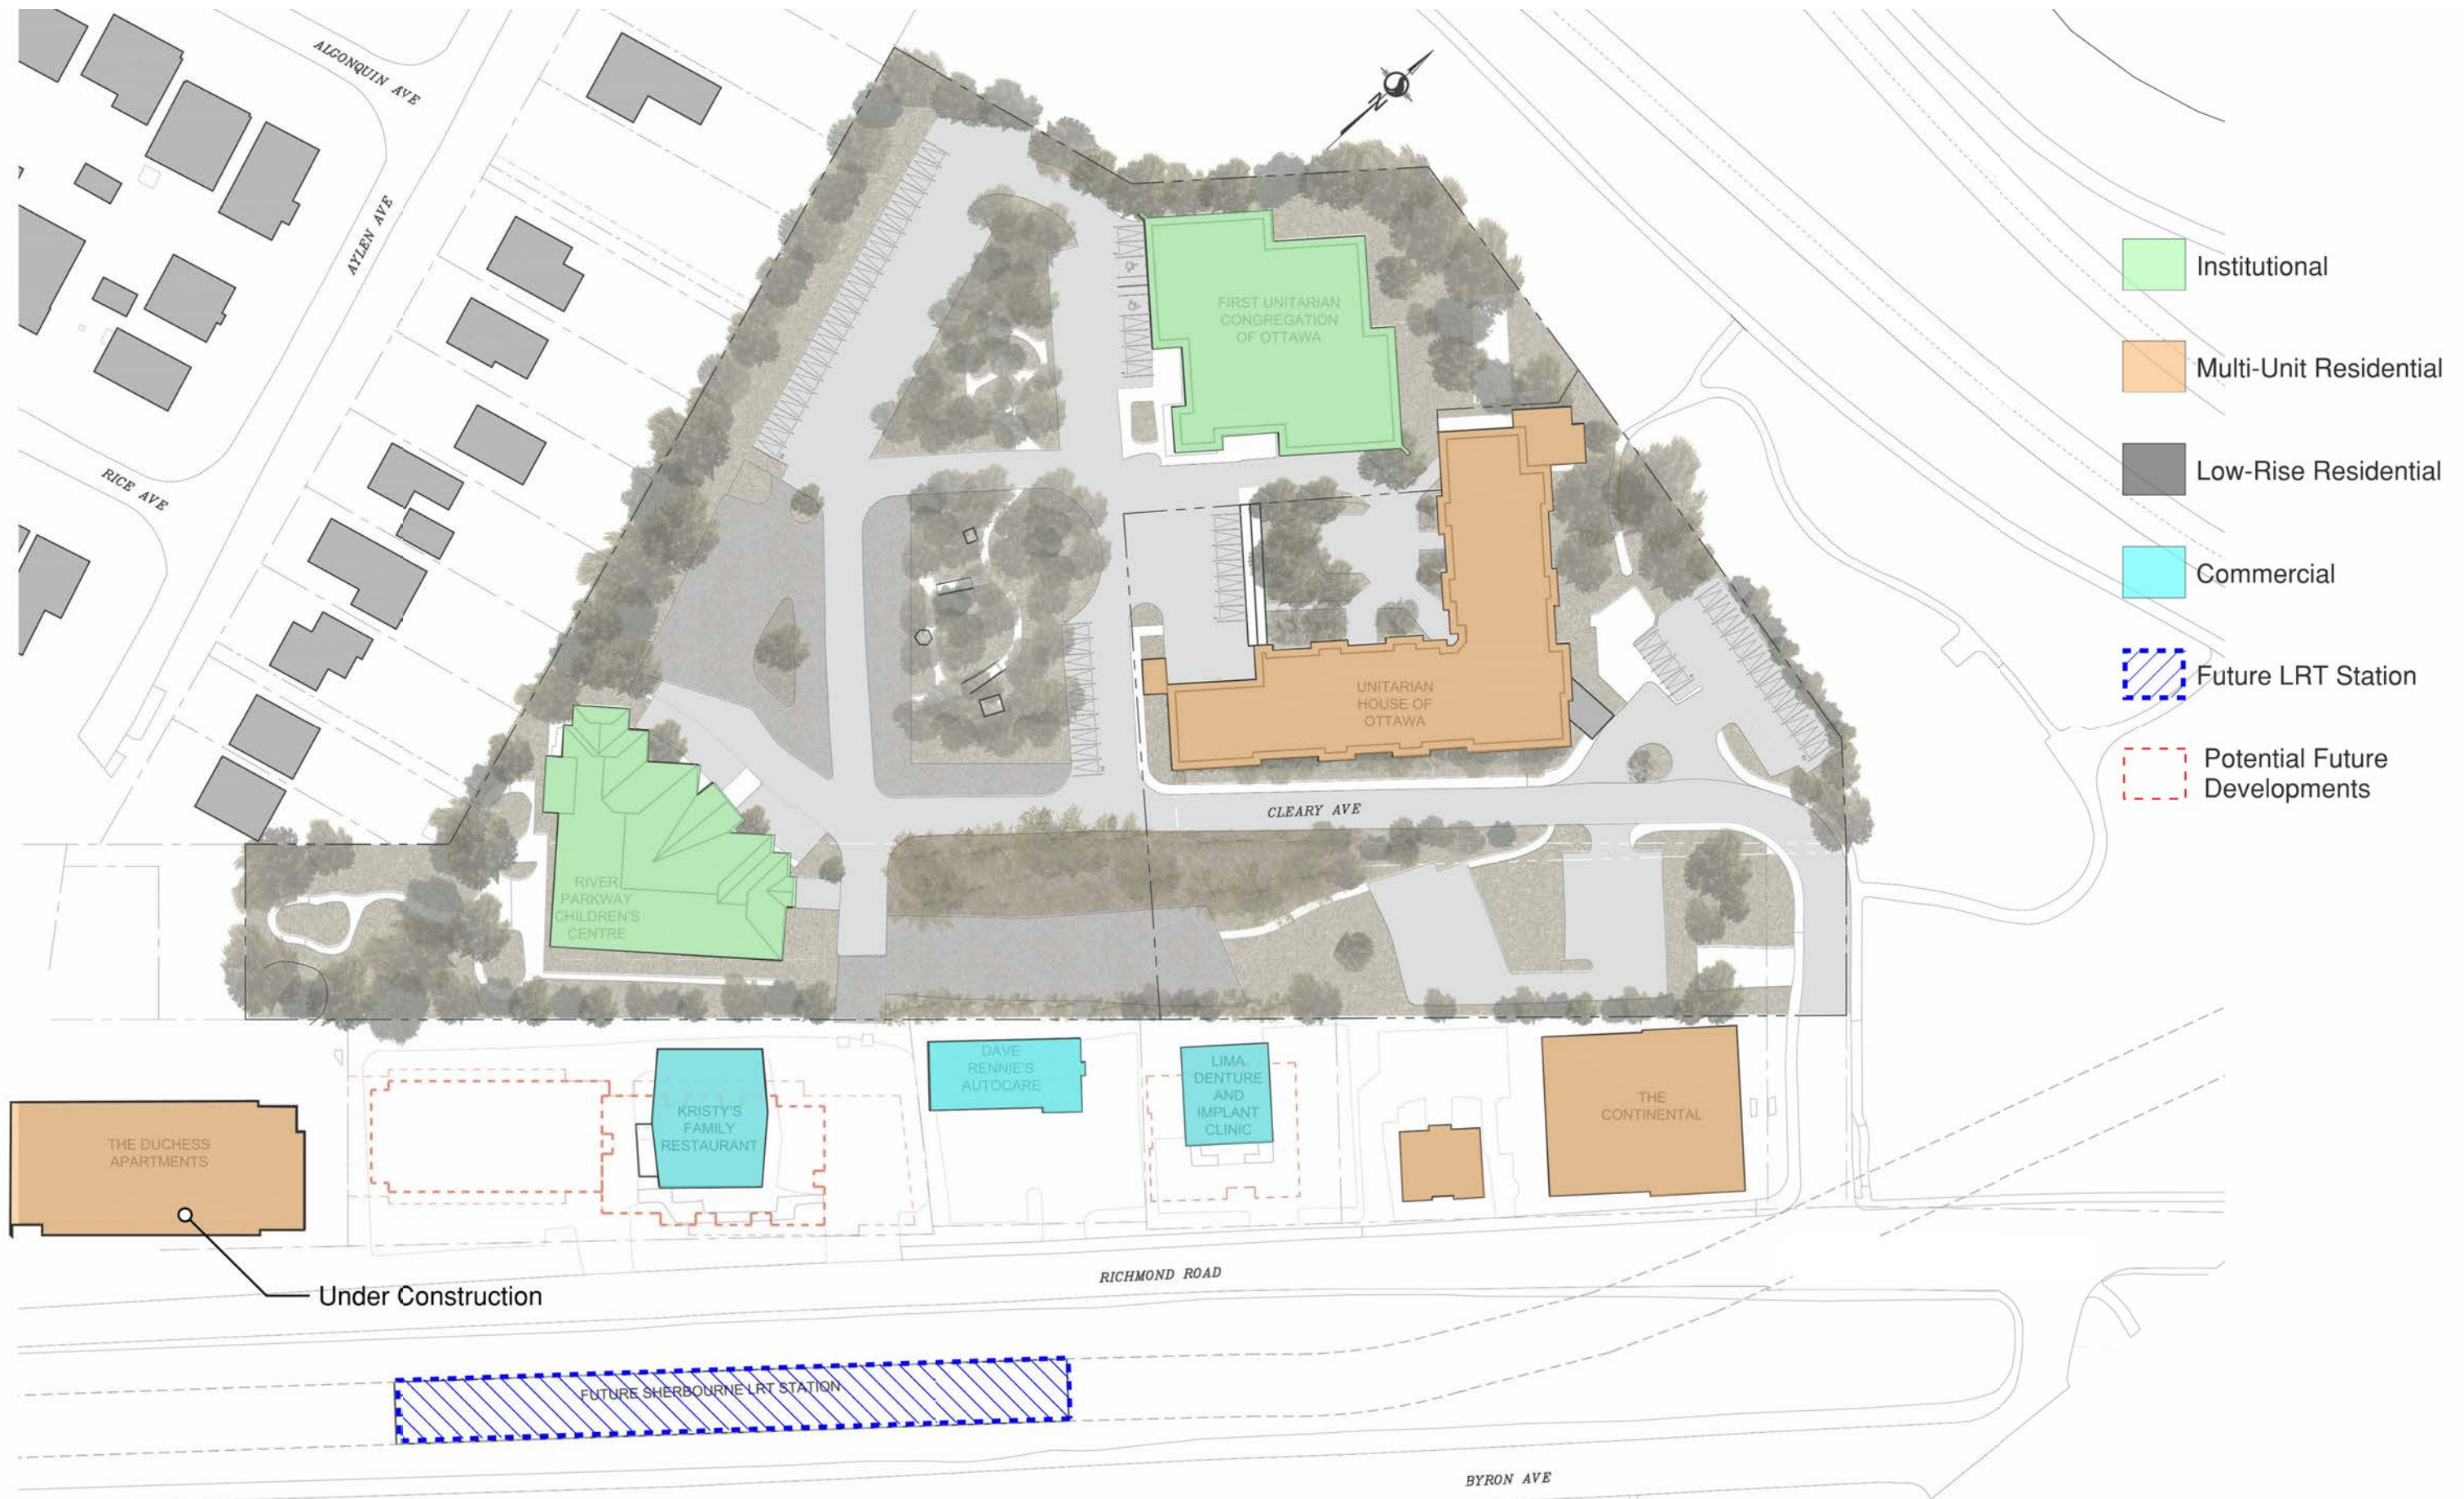 ALGONQUIN AVE
AYLEN AVE
RICE AVE
N
FIRST UNITARIAN
CONGREGATION
OF OTTAWA
UNITARIAN
HOUSE OF
OTTAWA
CLEARY AVE
RIVER
PARKWAY
CHILDREN'S
CENTRE
THE DUCHESS
APARTMENTS
Under Construction
KRISTY'S
FAMILY
RESTAURANT
DAVE
RENNIE'S
AUTOCARE
LIMA
DENTURE
AND
IMPLANT
CLINIC
THE
CONTINENTAL
RICHMOND ROAD
FUTURE SHERBOURNE LRT STATION
BYRON AVE
Institutional
Multi-Unit Residential
Low-Rise Residential
Commercial
Future LRT Station
Potential Future
Developments